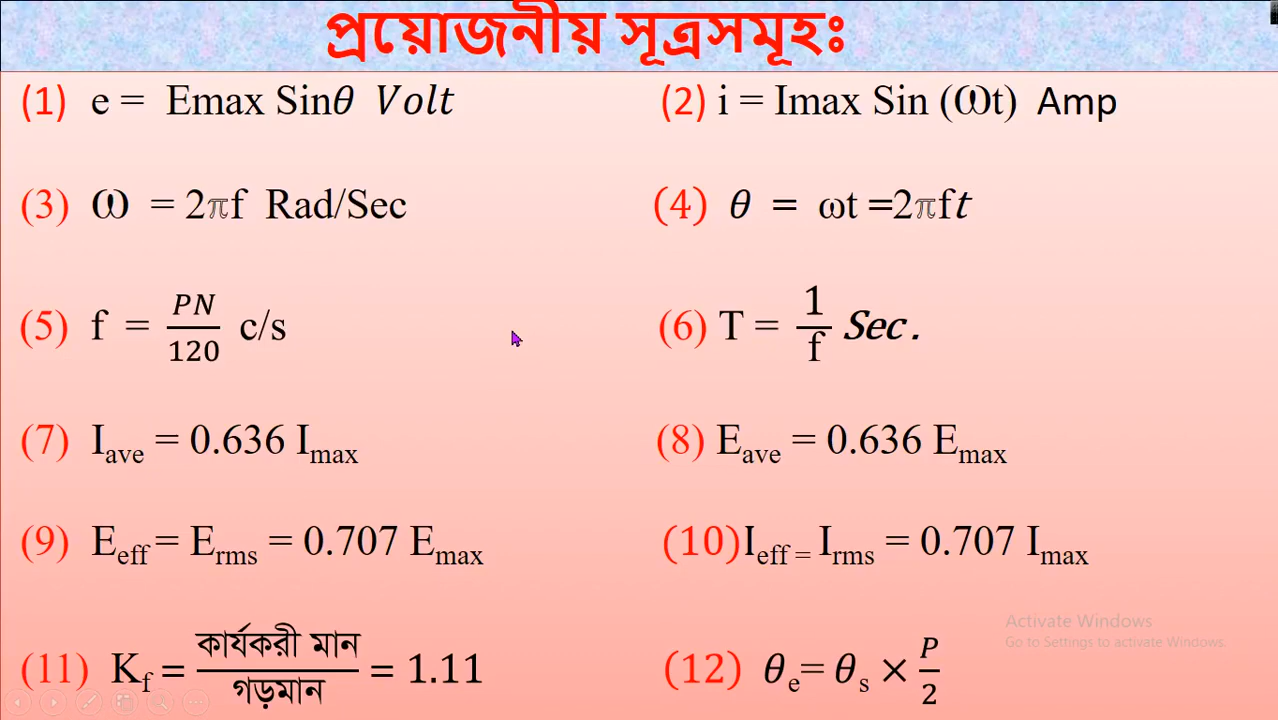 প্রয়োজনীয় সূত্রসমূহঃ
(1) e = Emax Sinθ Volt
(2) i = Imax Sin (ωt) Amp
(3) ω = 2πf Rad/Sec
(4) θ = ωt =2πft
(5) f = PN/120 c/s
(6) T = 1/f Sec.
(7) Iave = 0.636 Imax
(8) Eave = 0.636 Emax
(9) Eeff = Erms = 0.707 Emax
(10) Ieff = Irms = 0.707 Imax
(11) Kf = কার্যকরী মান/গড়মান = 1.11
(12) θe= θs × P/2
Activate Windows
Go to Settings to activate Windows.